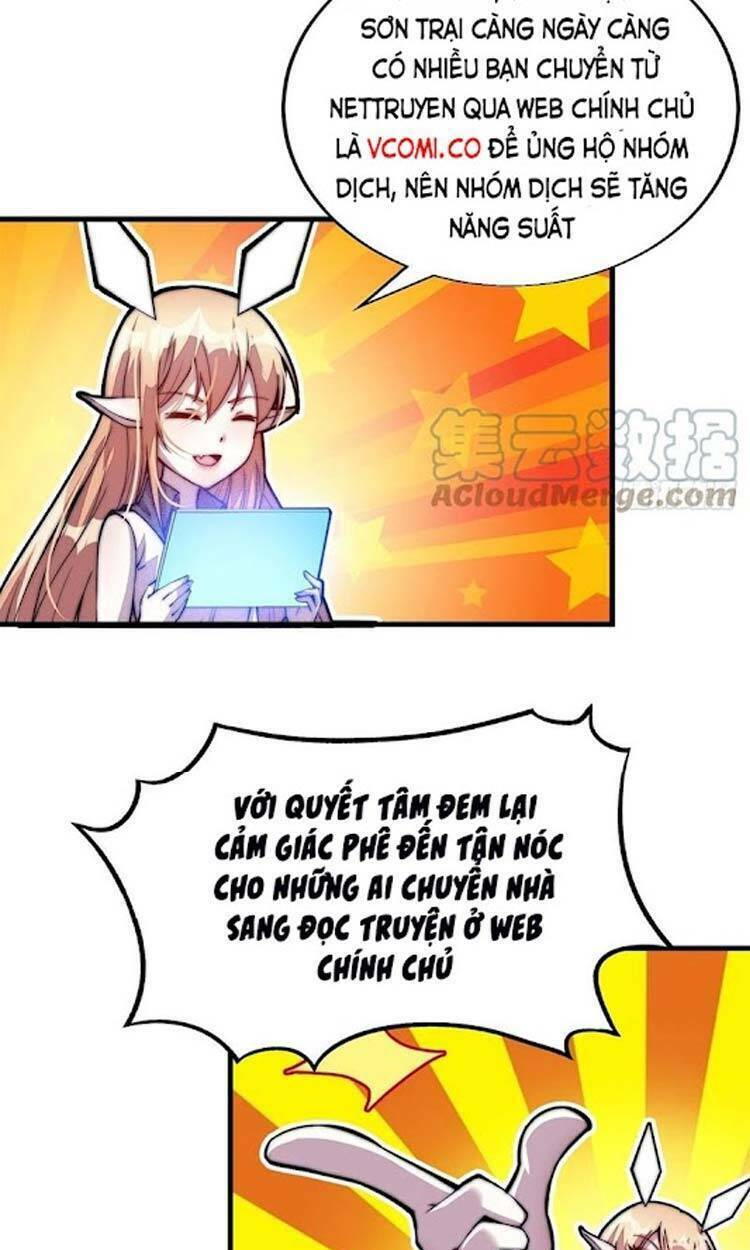 SƠN TRẠI CÀNG NGÀY CÀNG
CÓ NHIỀU BẠN CHUYỂN TỪ
NETTRUYEN QUA WEB CHÍNH CHỦ
LÀ VCOMI.CO ĐỂ ỦNG HỘ NHÓM
DỊCH, NÊN NHÓM DỊCH SẼ TĂNG
NĂNG SUẤT
集云数据
ACloudMerge.com
VỚI QUYẾT TÂM ĐEM LẠI
CẢM GIÁC PHÊ ĐẾN TẬN NÓC
CHO NHỮNG AI CHUYỂN NHÀ
SANG ĐỌC TRUYỆN Ở WEB
CHÍNH CHỦ